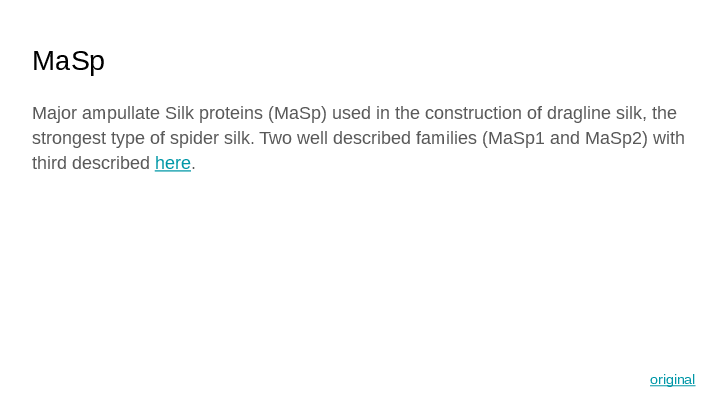 MaSp
Major ampullate Silk proteins (MaSp) used in the construction of dragline silk, the
strongest type of spider silk. Two well described families (MaSp1 and MaSp2) with
third described here.
original